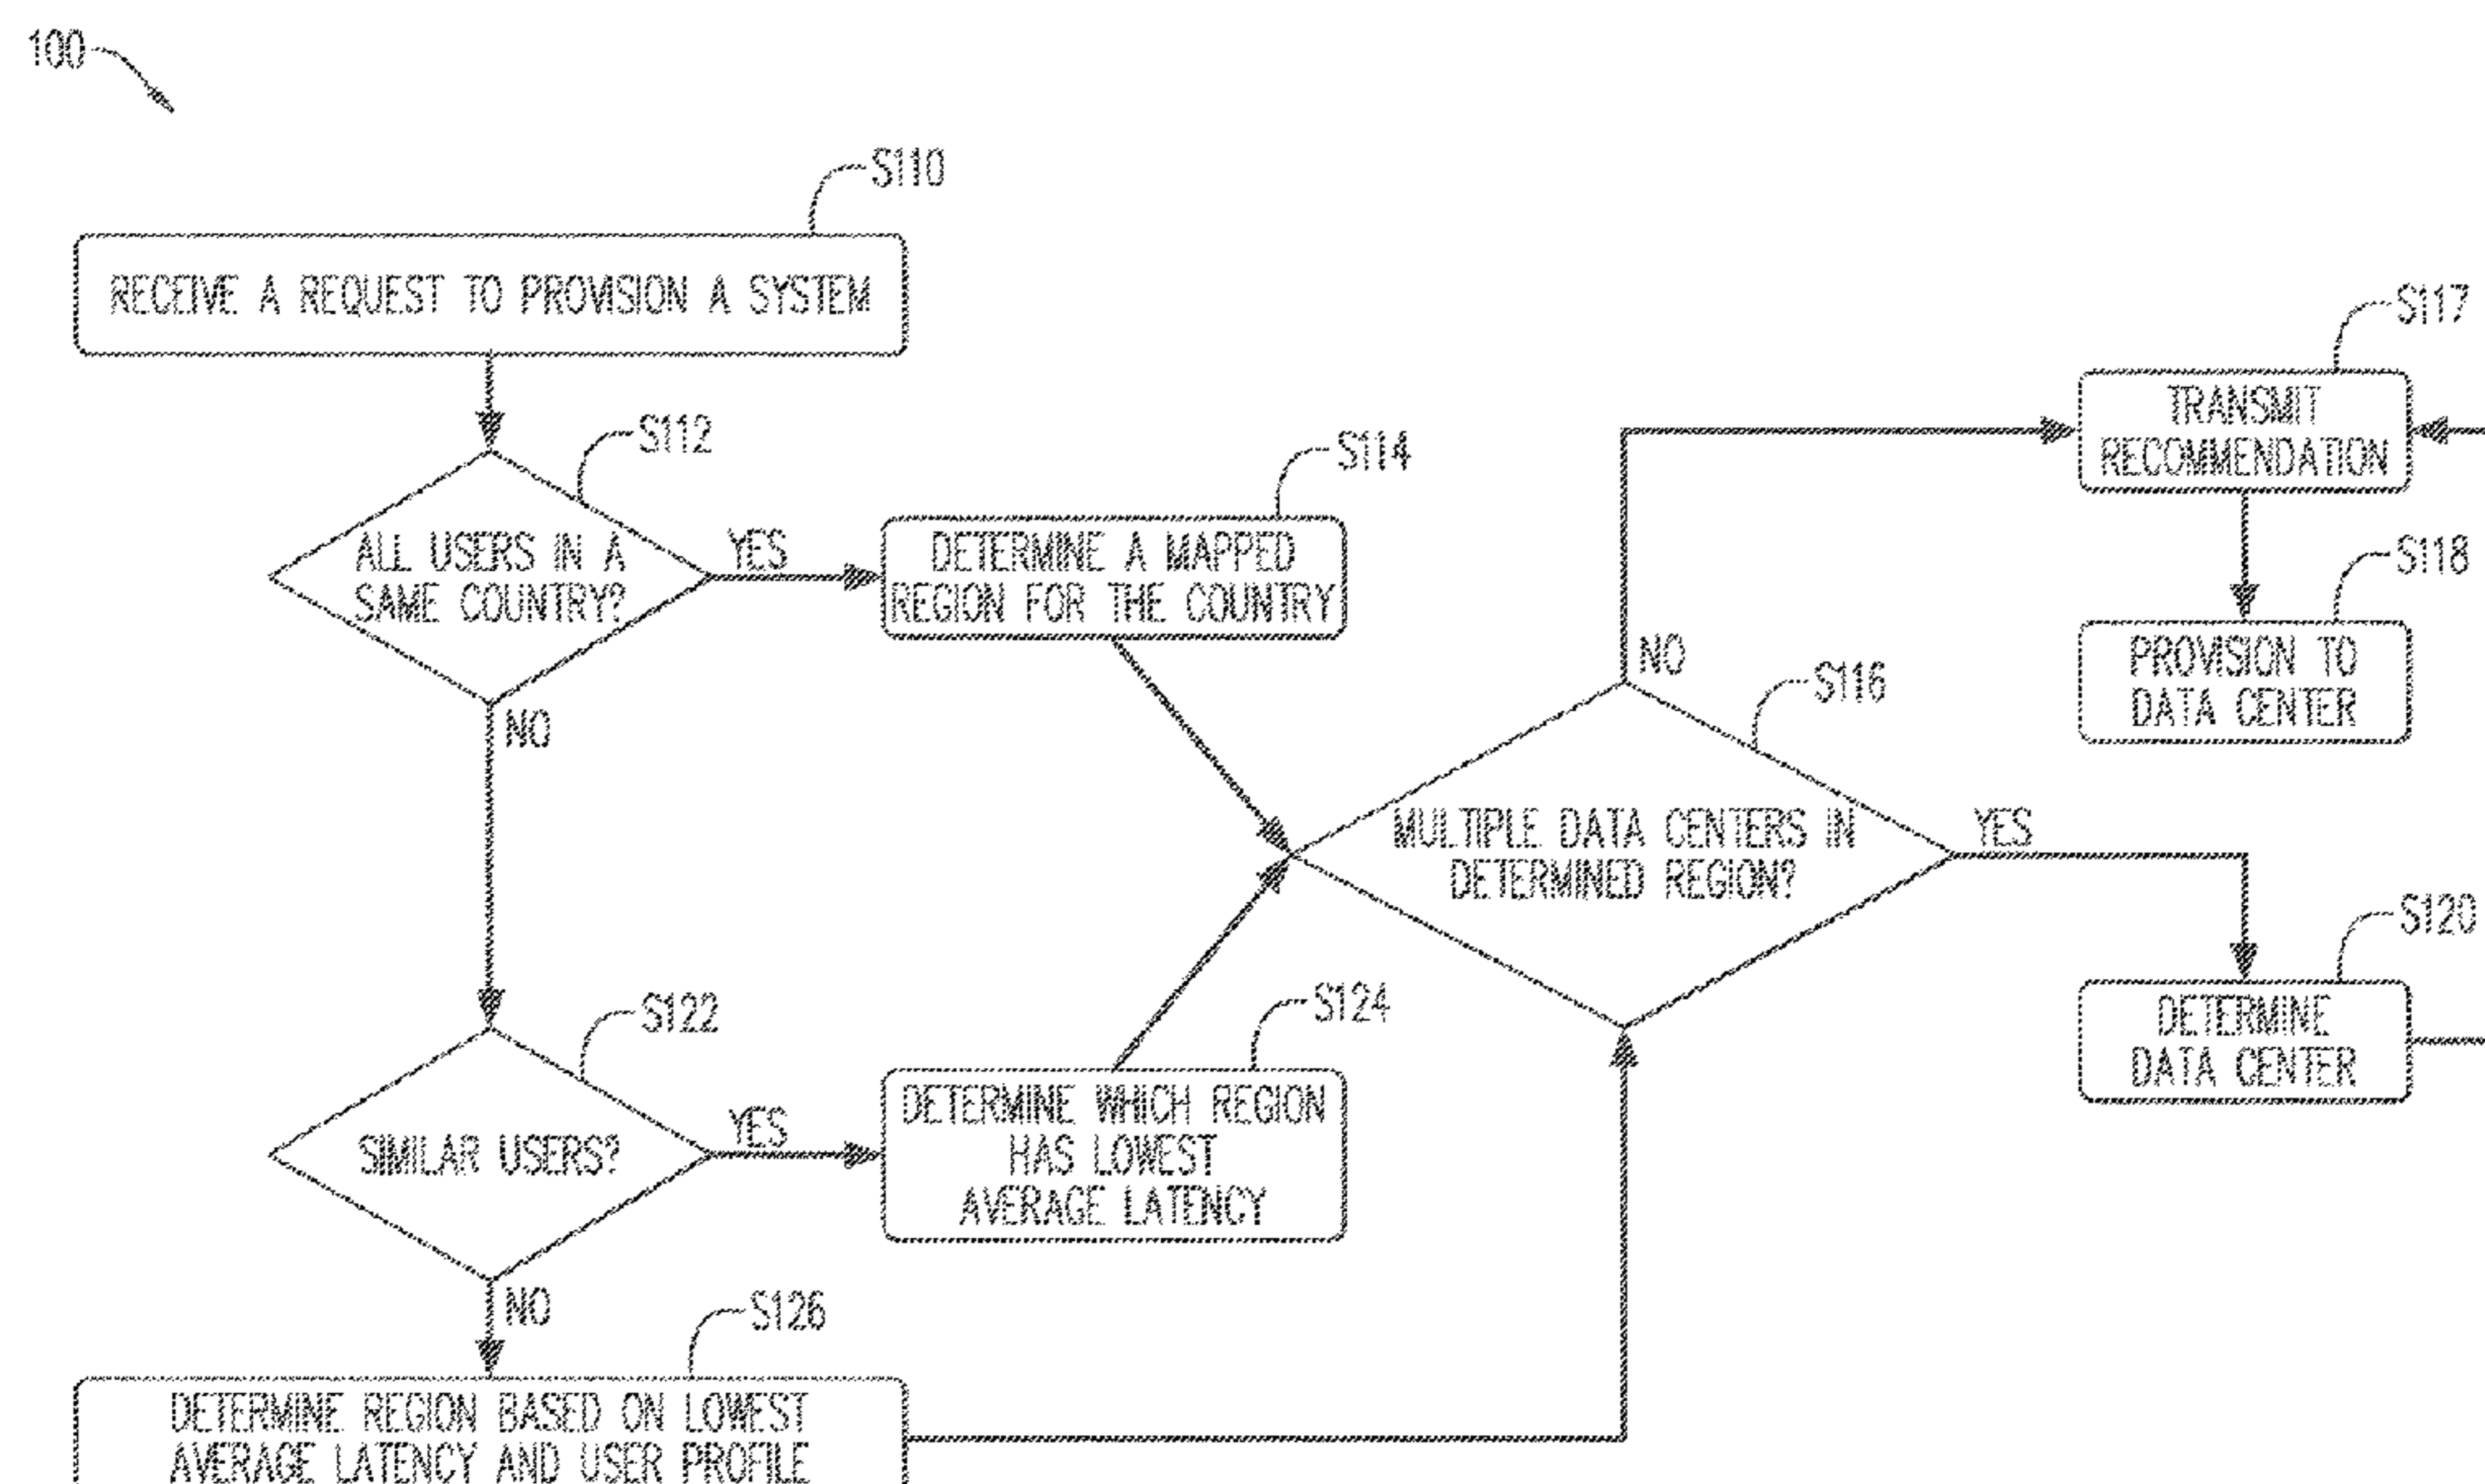 100
S110
RECEIVE A REQUEST TO PROVISION A SYSTEM
S112
ALL USERS IN A
SAME COUNTRY?
YES
NO
S114
DETERMINE A MAPPED
REGION FOR THE COUNTRY
S117
TRANSMIT
RECOMMENDATION
S118
PROVISION TO
DATA CENTER
NO
S116
MULTIPLE DATA CENTERS IN
DETERMINED REGION?
YES
S120
DETERMINE
DATA CENTER
S122
SIMILAR USERS?
YES
NO
S124
DETERMINE WHICH REGION
HAS LOWEST
AVERAGE LATENCY
S126
DETERMINE REGION BASED ON LOWEST
AVERAGE LATENCY AND USER PROFILE